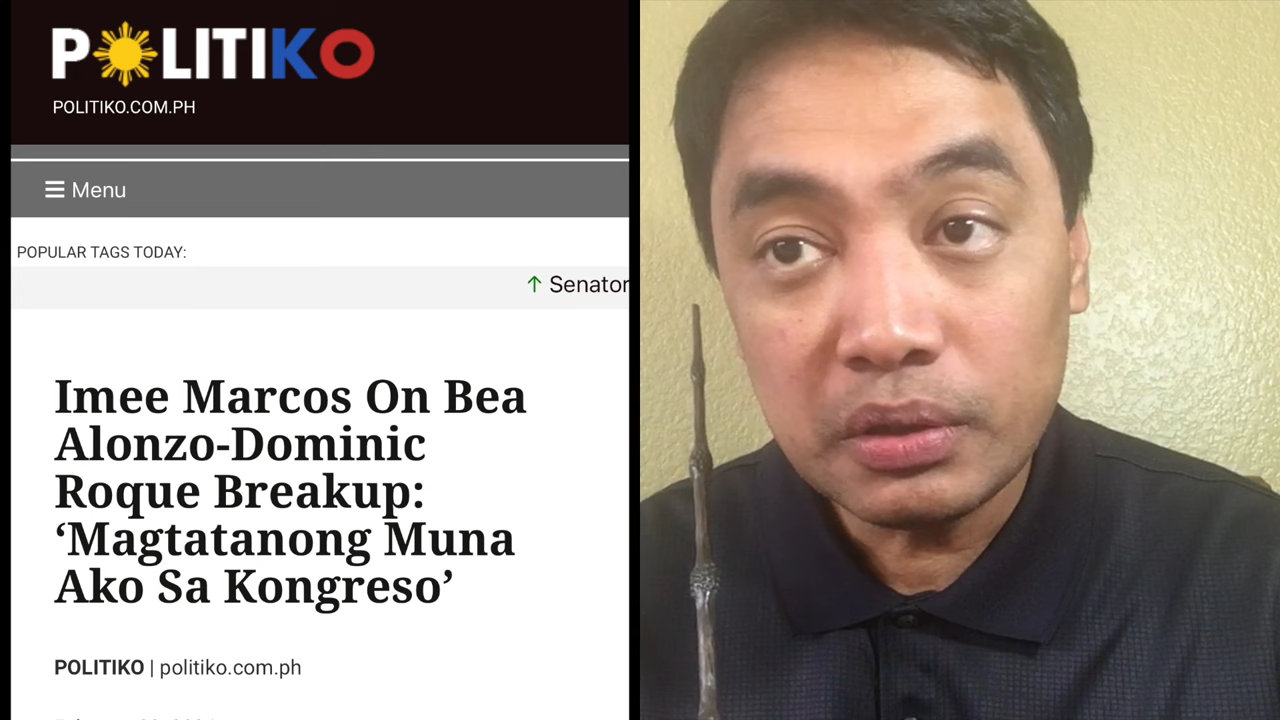 POLITIKO
POLITIKO.COM.PH
Menu
POPULAR TAGS TODAY:
↑ Senator
Imee Marcos On Bea
Alonzo-Dominic
Roque Breakup:
‘Magtatanong Muna
Ako Sa Kongreso’
POLITIKO | politiko.com.ph